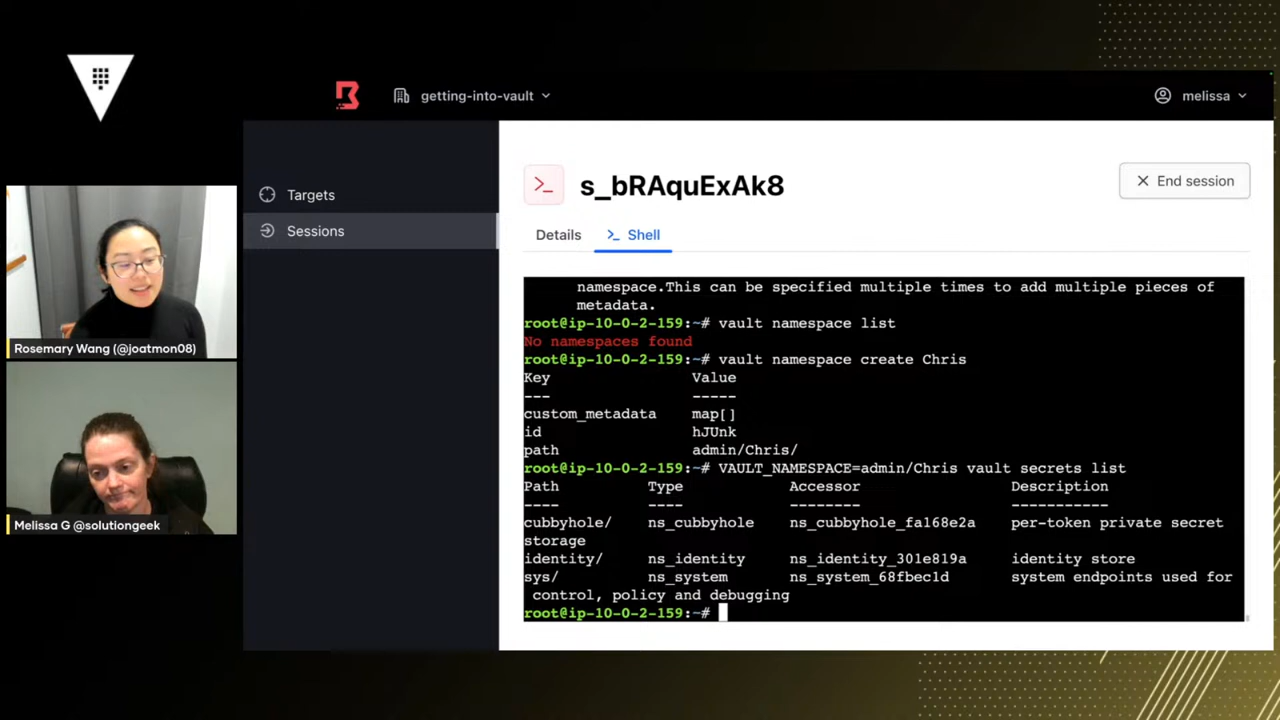 getting-into-vault
melissa
Targets
Sessions
s_bRAquExAk8
End session
Details
>_ Shell
namespace.This can be specified multiple times to add multiple pieces of
metadata.
root@ip-10-0-2-159:~# vault namespace list
No namespaces found
root@ip-10-0-2-159:~# vault namespace create Chris
Key Value
--- -----
custom_metadata map[]
id hJUnk
path admin/Chris/
root@ip-10-0-2-159:~# VAULT_NAMESPACE=admin/Chris vault secrets list
Path Type Accessor Description
---- ---- -------- -----------
cubbyhole/ ns_cubbyhole ns_cubbyhole_fa168e2a per-token private secret
storage
identity/ ns_identity ns_identity_301e819a identity store
sys/ ns_system ns_system_68fbec1d system endpoints used for
control, policy and debugging
root@ip-10-0-2-159:~#
Rosemary Wang (@joatmon08)
Melissa G @solutiongeek